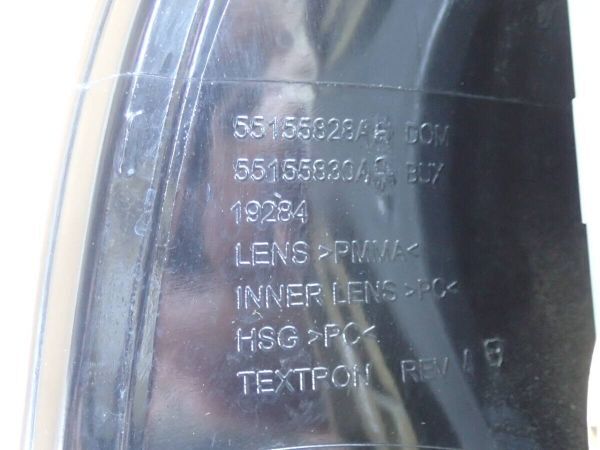 55155828A DOM
55155830A BUX
19284
LENS >PMMA<
INNER LENS >PC<
HSG >PC<
TEXTRON REV